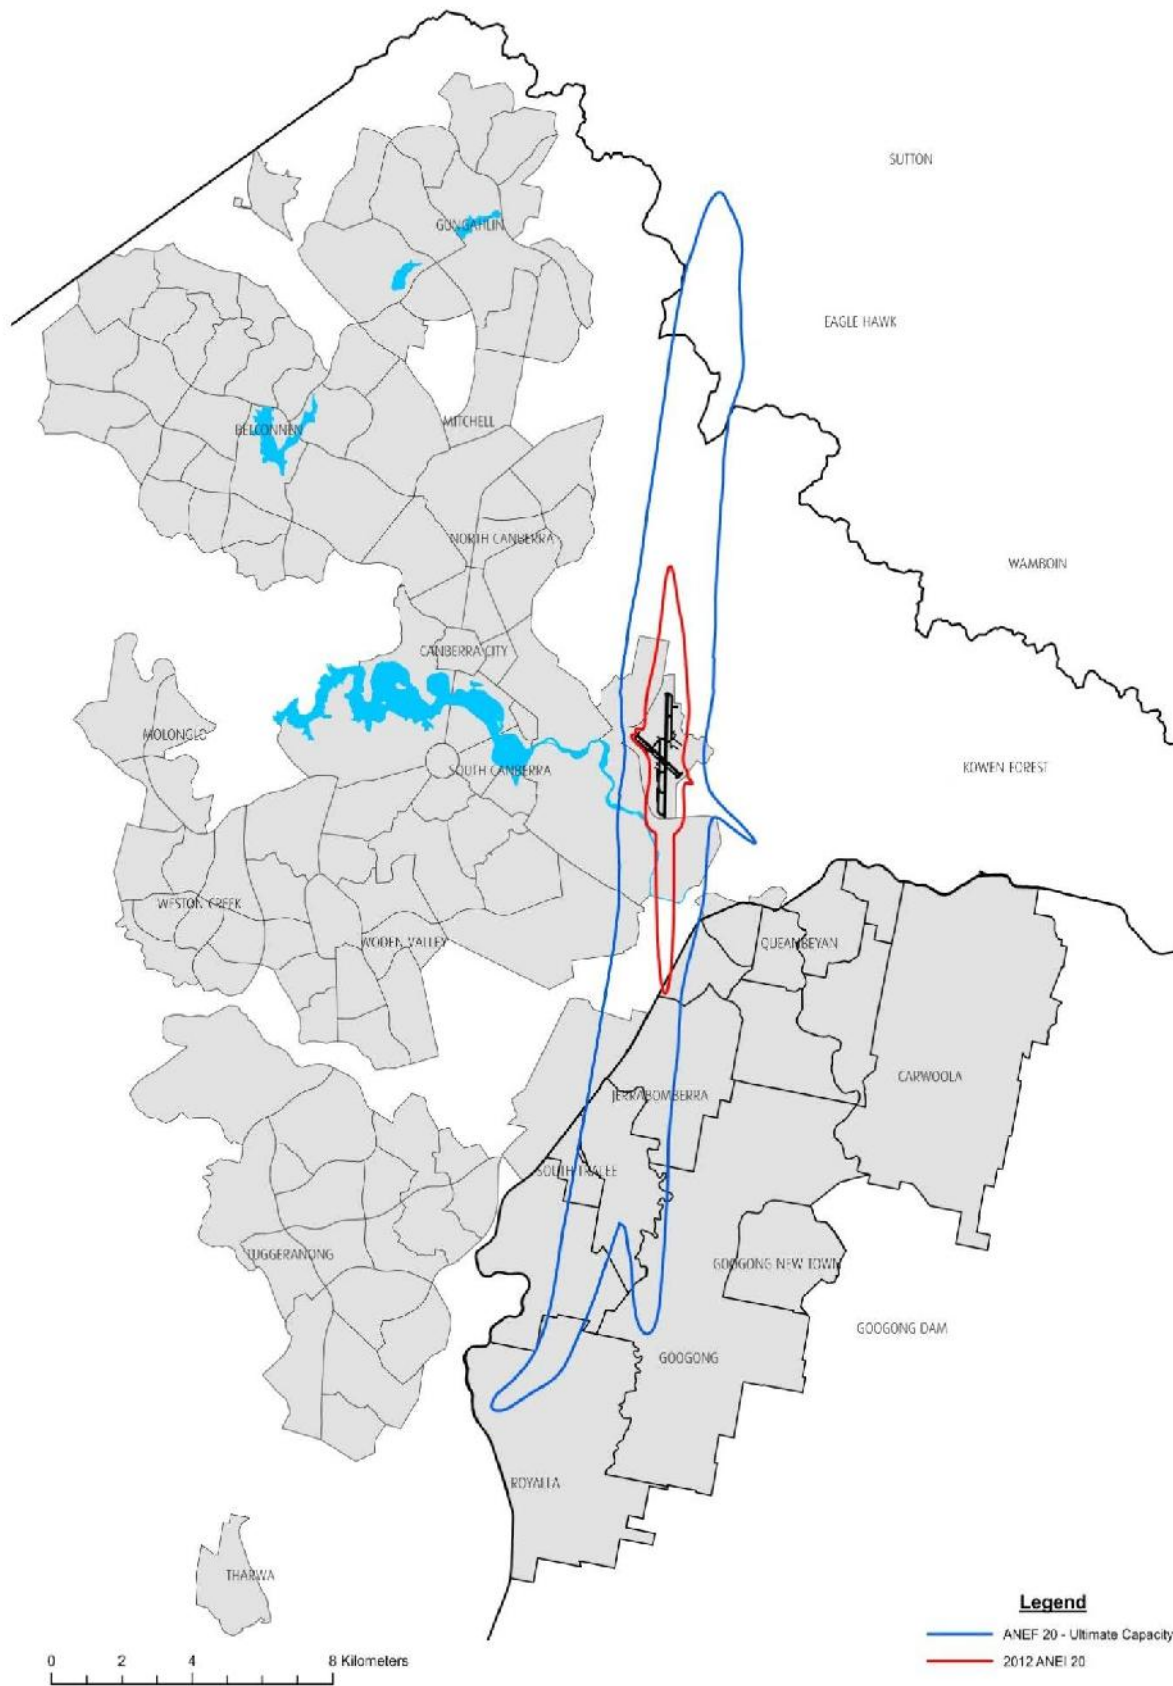 SUTTON
GUNGAHLIN
EAGLE HAWK
MITCHELL
BELCONNEN
NORTH CANBERRA
WAMBOIN
CANBERRA CITY
MOLONGLO
SOUTH CANBERRA
KOWEN FOREST
WESTON CREEK
WODEN VALLEY
QUEANBEYAN
CARWOOLA
JERRABOMBERRA
SOUTH TRALEE
TUGGERANONG
GOOGONG NEW TOWN
GOOGONG DAM
GOOGONG
ROYALLA
THARWA
Legend
ANEF 20 - Ultimate Capacity
2012 ANEI 20
0 2 4 8 Kilometers